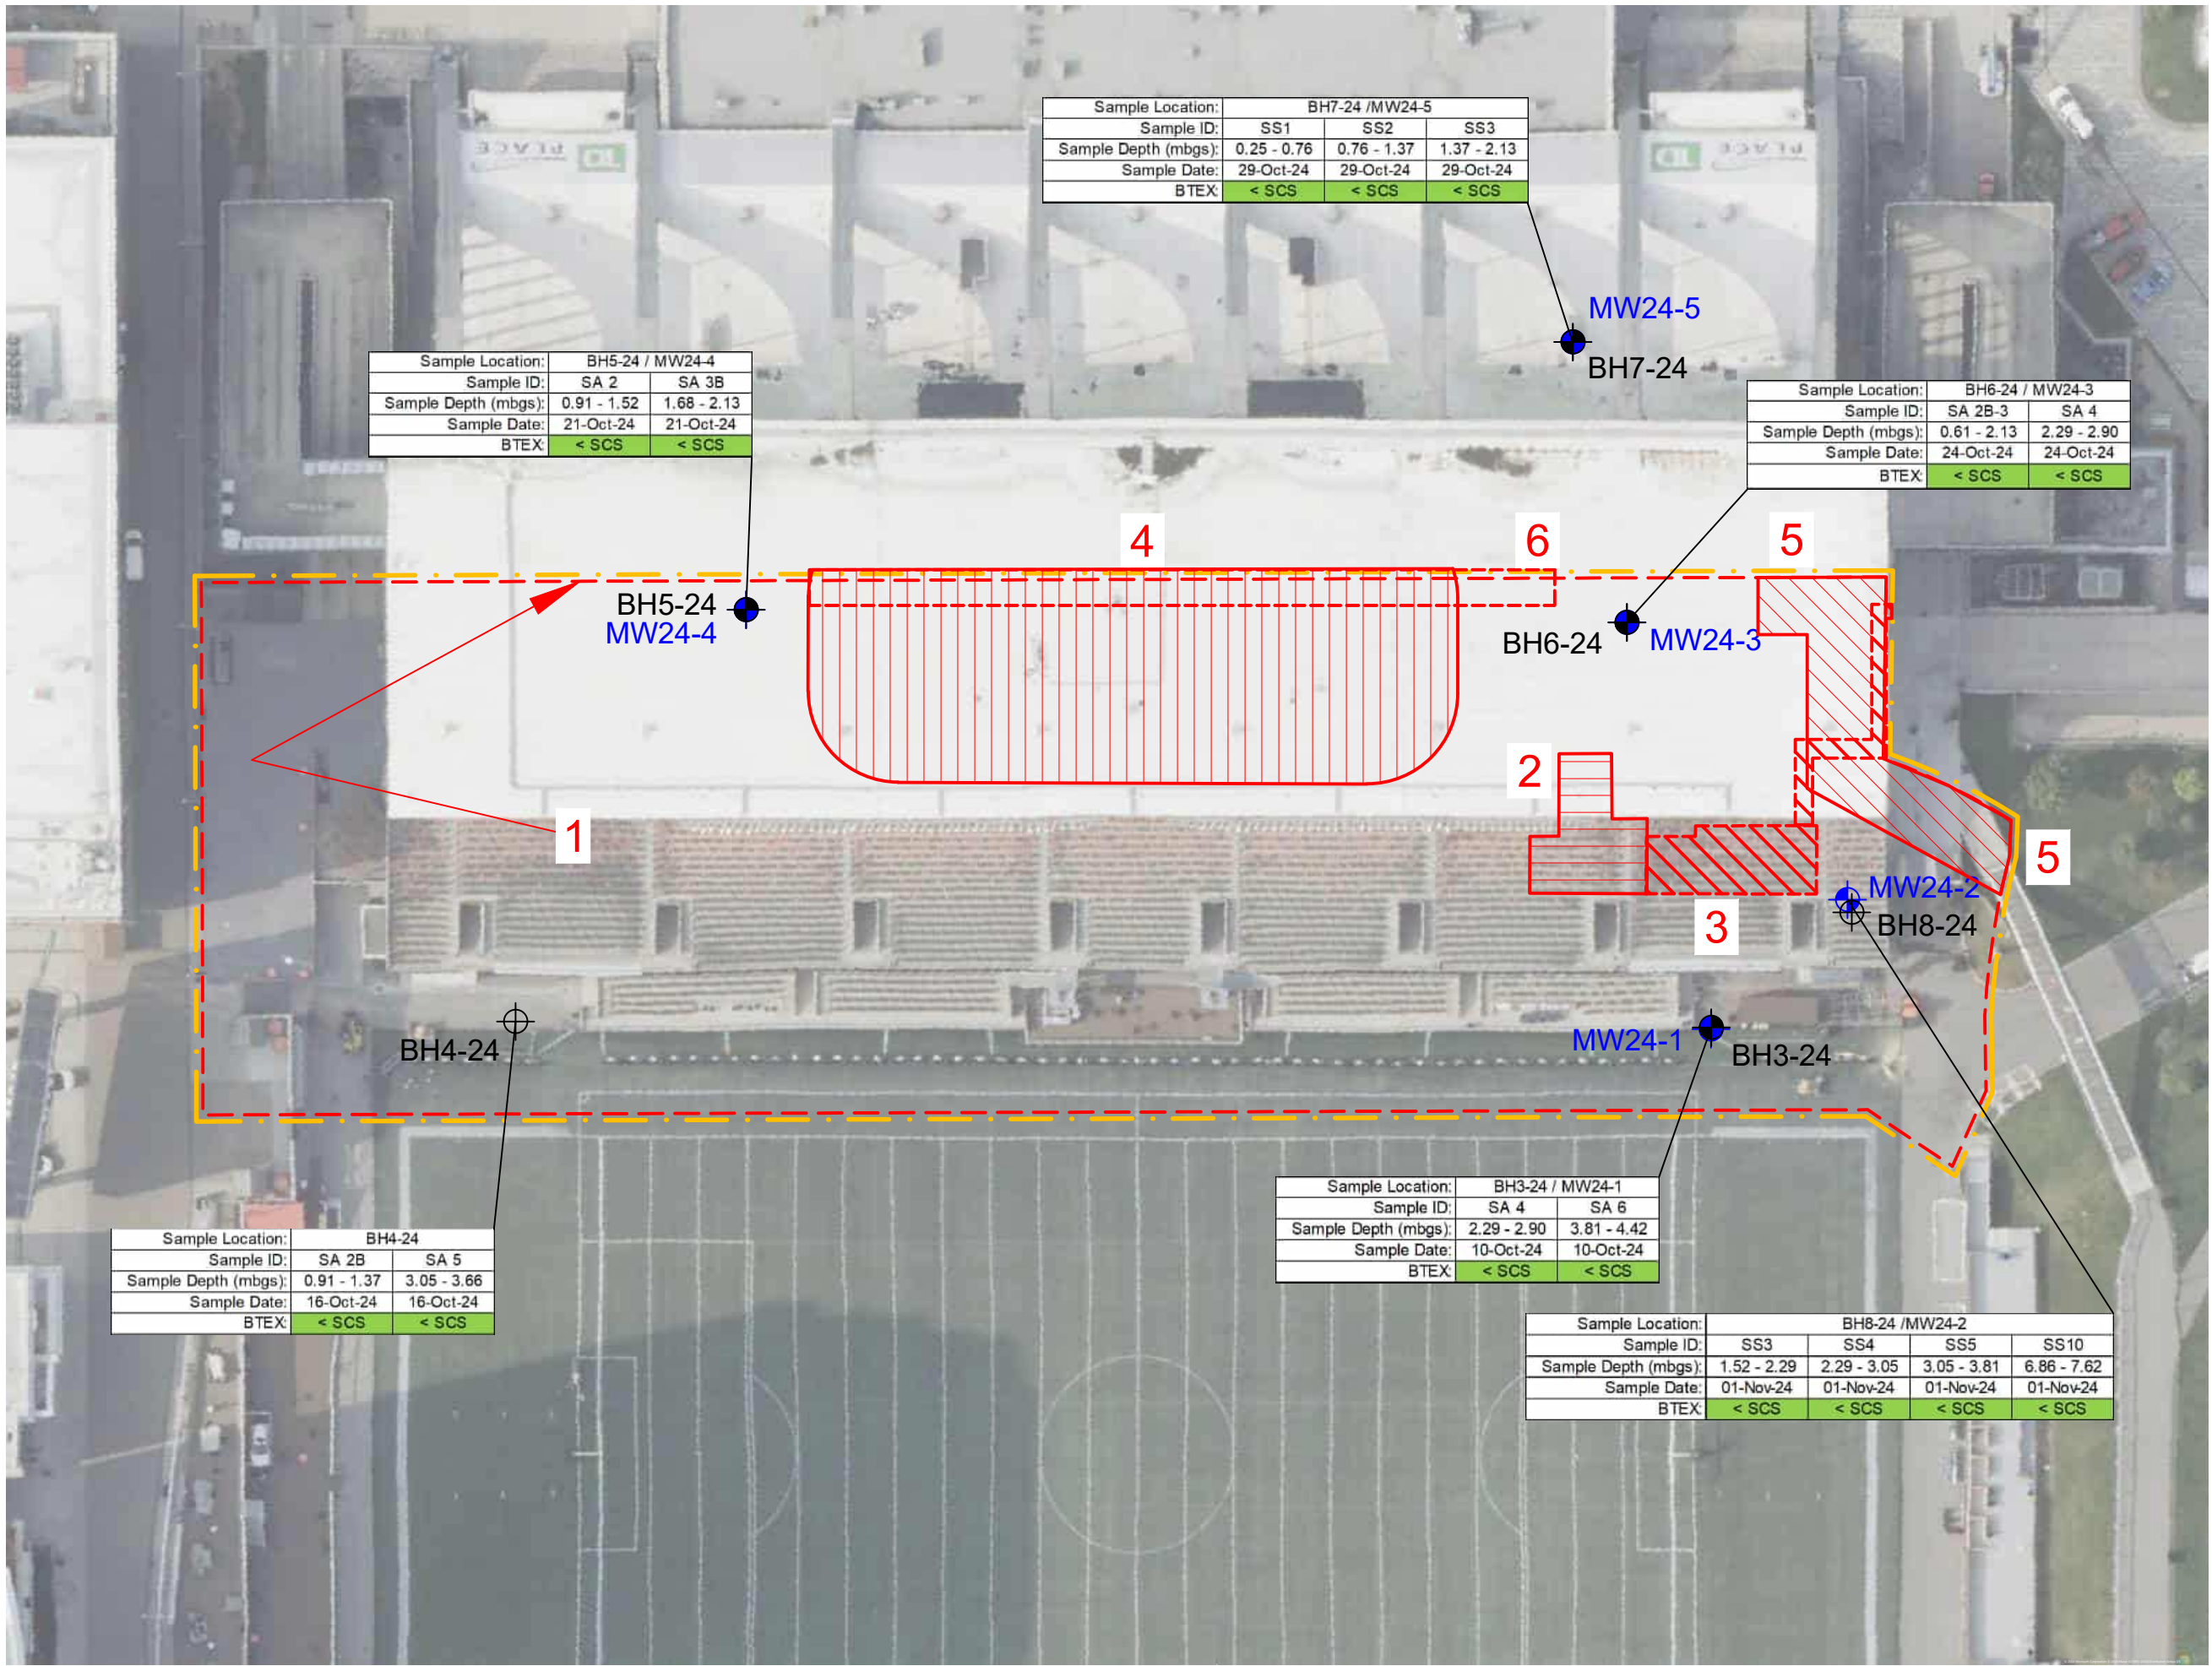 PLACE
TD
TD
PLACE
Sample Location: BH7-24 /MW24-5
Sample ID: SS1 SS2 SS3
Sample Depth (mbgs): 0.25 - 0.76 0.76 - 1.37 1.37 - 2.13
Sample Date: 29-Oct-24 29-Oct-24 29-Oct-24
BTEX: < SCS < SCS < SCS
MW24-5
BH7-24
Sample Location: BH5-24 / MW24-4
Sample ID: SA 2 SA 3B
Sample Depth (mbgs): 0.91 - 1.52 1.68 - 2.13
Sample Date: 21-Oct-24 21-Oct-24
BTEX: < SCS < SCS
Sample Location: BH6-24 / MW24-3
Sample ID: SA 2B-3 SA 4
Sample Depth (mbgs): 0.61 - 2.13 2.29 - 2.90
Sample Date: 24-Oct-24 24-Oct-24
BTEX: < SCS < SCS
4
6
5
BH5-24
MW24-4
BH6-24
MW24-3
2
1
5
MW24-2
BH8-24
3
BH4-24
MW24-1
BH3-24
Sample Location: BH3-24 / MW24-1
Sample ID: SA 4 SA 6
Sample Depth (mbgs): 2.29 - 2.90 3.81 - 4.42
Sample Date: 10-Oct-24 10-Oct-24
BTEX: < SCS < SCS
Sample Location: BH4-24
Sample ID: SA 2B SA 5
Sample Depth (mbgs): 0.91 - 1.37 3.05 - 3.66
Sample Date: 16-Oct-24 16-Oct-24
BTEX: < SCS < SCS
Sample Location: BH8-24 /MW24-2
Sample ID: SS3 SS4 SS5 SS10
Sample Depth (mbgs): 1.52 - 2.29 2.29 - 3.05 3.05 - 3.81 6.86 - 7.62
Sample Date: 01-Nov-24 01-Nov-24 01-Nov-24 01-Nov-24
BTEX: < SCS < SCS < SCS < SCS